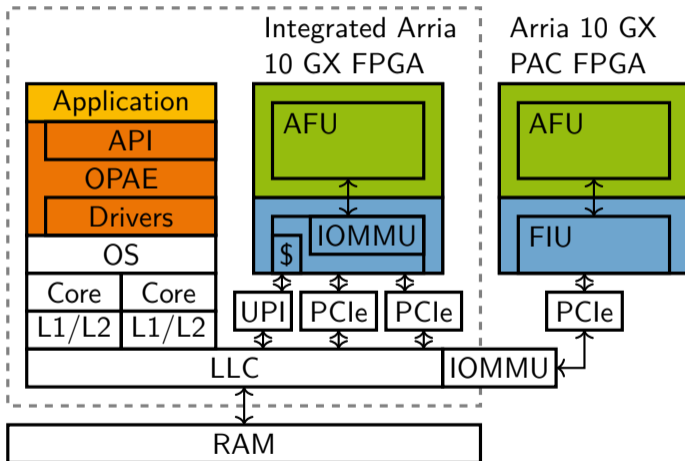 Integrated Arria
10 GX FPGA
Arria 10 GX
PAC FPGA
Application
API
OPAE
Drivers
OS
Core Core
L1/L2 L1/L2
AFU
IOMMU
$
AFU
FIU
UPI PCIe PCIe PCIe
LLC IOMMU
RAM